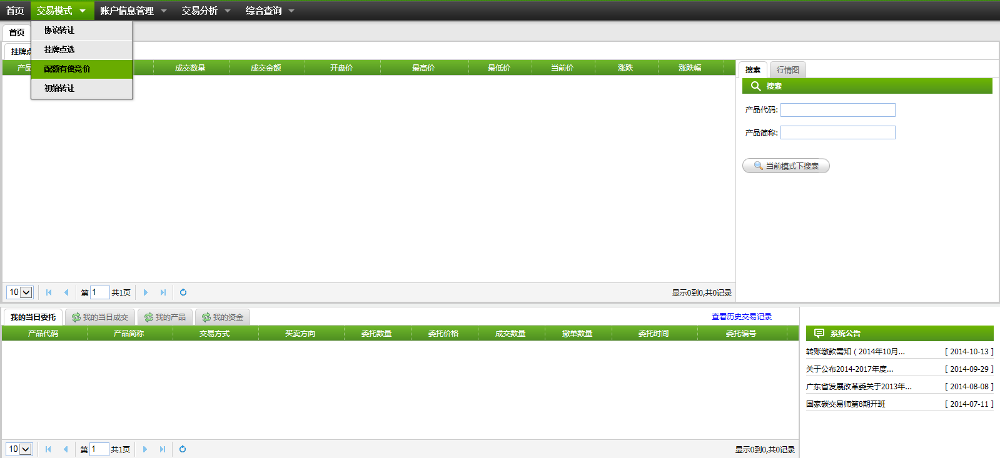 首页 交易模式 账户信息管理 交易分析 综合查询
首页
协议转让
挂牌点选
配额有偿竞价
初始转让
挂牌点
产品 成交数量 成交金额 开盘价 最高价 最低价 当前价 涨跌 涨跌幅
搜索 行情图
搜索
产品代码:
产品简称:
当前模式下搜索
10 第 1 共1页 显示0到0,共0记录
我的当日委托 我的当日成交 我的产品 我的资金 查看历史交易记录
产品代码 产品简称 交易方式 买卖方向 委托数量 委托价格 成交数量 撤单数量 委托时间 委托编号
系统公告
转账缴款需知（2014年10月... [ 2014-10-13 ]
关于公布2014-2017年度... [ 2014-09-29 ]
广东省发展改革委关于2013年... [ 2014-08-08 ]
国家碳交易师第8期开班 [ 2014-07-11 ]
10 第 1 共1页 显示0到0,共0记录